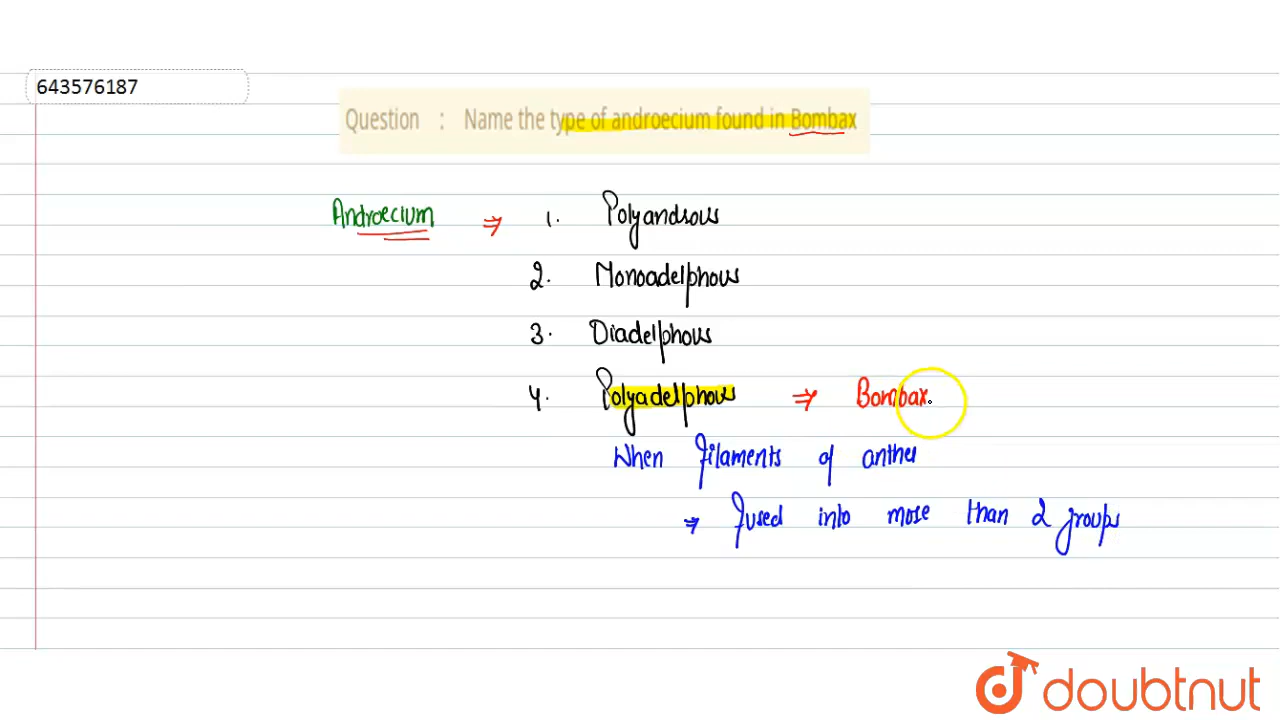 643576187
Question : Name the type of androecium found in Bombax
Androecium ⇒ 1. Polyandrous
2. Monoadelphous
3. Diadelphous
4. Polyadelphous ⇒ Bombax
When filaments of anther
⇒ fused into more than 2 groups
doubtnut